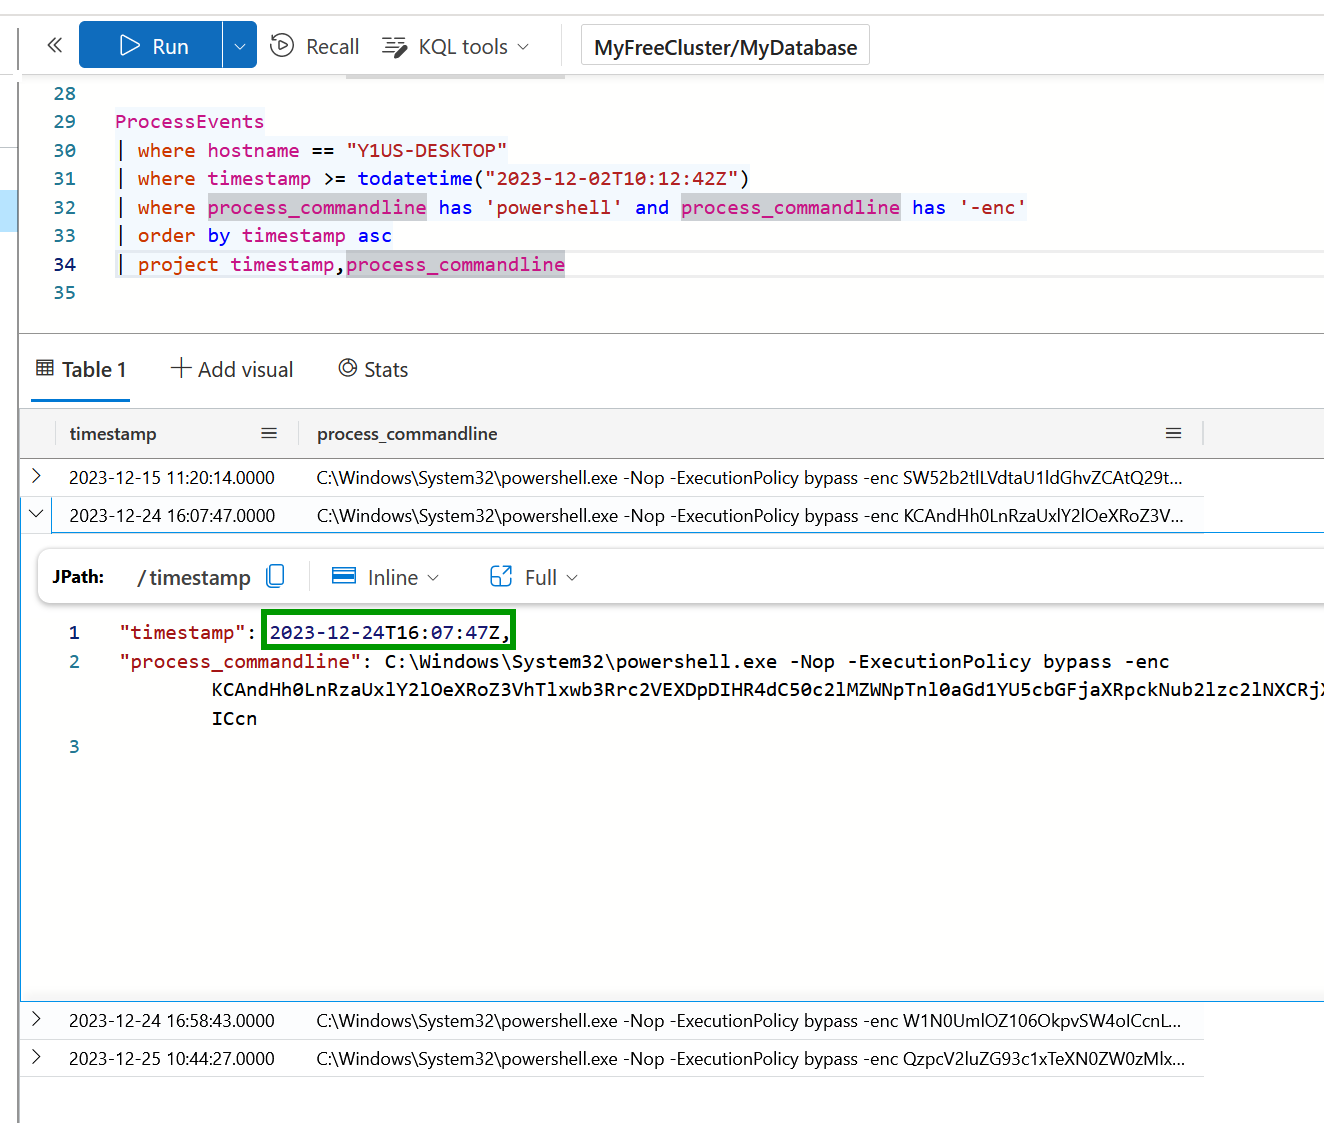 Run
Recall
KQL tools
MyFreeCluster/MyDatabase
28
29 ProcessEvents
30 | where hostname == "Y1US-DESKTOP"
31 | where timestamp >= todatetime("2023-12-02T10:12:42Z")
32 | where process_commandline has 'powershell' and process_commandline has '-enc'
33 | order by timestamp asc
34 | project timestamp,process_commandline
35
Table 1
Add visual
Stats
timestamp process_commandline
2023-12-15 11:20:14.0000 C:\Windows\System32\powershell.exe -Nop -ExecutionPolicy bypass -enc SW52b2tlLVdtaU1ldGhvZCAtQ29t...
2023-12-24 16:07:47.0000 C:\Windows\System32\powershell.exe -Nop -ExecutionPolicy bypass -enc KCAndHh0LnRzaUxlY2lOeXRoZ3V...
JPath: /timestamp Inline Full
1 "timestamp": 2023-12-24T16:07:47Z,
2 "process_commandline": C:\Windows\System32\powershell.exe -Nop -ExecutionPolicy bypass -enc
KCAndHh0LnRzaUxlY2lOeXRoZ3VhTlxwb3Rrc2VEXDpDIHR4dC50c2lMZWNpTnl0aGd1YU5cbGFjaXRpckNub2lzc2lNXCRjX
ICcn
3
2023-12-24 16:58:43.0000 C:\Windows\System32\powershell.exe -Nop -ExecutionPolicy bypass -enc W1N0UmlOZ106OkpvSW4oICcnL...
2023-12-25 10:44:27.0000 C:\Windows\System32\powershell.exe -Nop -ExecutionPolicy bypass -enc QzpcV2luZG93c1xTeXN0ZW0zMlx...